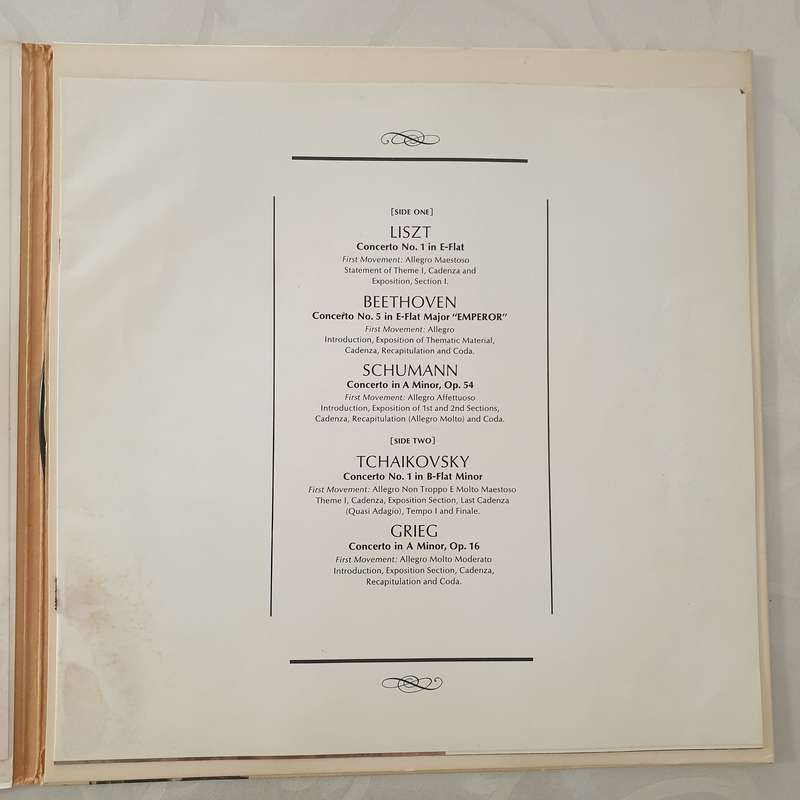 [SIDE ONE]
LISZT
Concerto No. 1 in E-Flat
First Movement: Allegro Maestoso
Statement of Theme I, Cadenza and
Exposition, Section I.
BEETHOVEN
Concerto No. 5 in E-Flat Major “EMPEROR”
First Movement: Allegro
Introduction, Exposition of Thematic Material,
Cadenza, Recapitulation and Coda.
SCHUMANN
Concerto in A Minor, Op. 54
First Movement: Allegro Affettuoso
Introduction, Exposition of 1st and 2nd Sections,
Cadenza, Recapitulation (Allegro Molto) and Coda.
[SIDE TWO]
TCHAIKOVSKY
Concerto No. 1 in B-Flat Minor
First Movement: Allegro Non Troppo E Molto Maestoso
Theme I, Cadenza, Exposition Section, Last Cadenza
(Quasi Adagio), Tempo I and Finale.
GRIEG
Concerto in A Minor, Op. 16
First Movement: Allegro Molto Moderato
Introduction, Exposition Section, Cadenza,
Recapitulation and Coda.